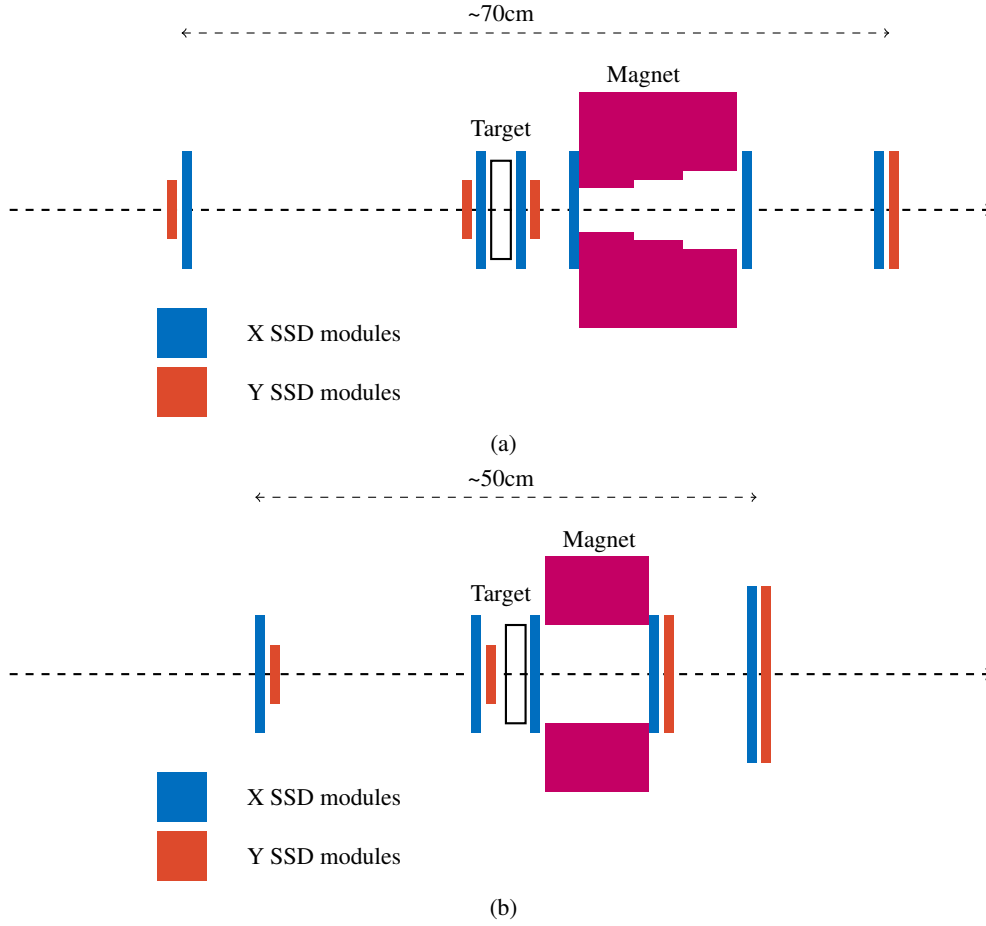 ~70cm
Magnet
Target
X SSD modules
Y SSD modules
(a)
~50cm
Magnet
Target
X SSD modules
Y SSD modules
(b)